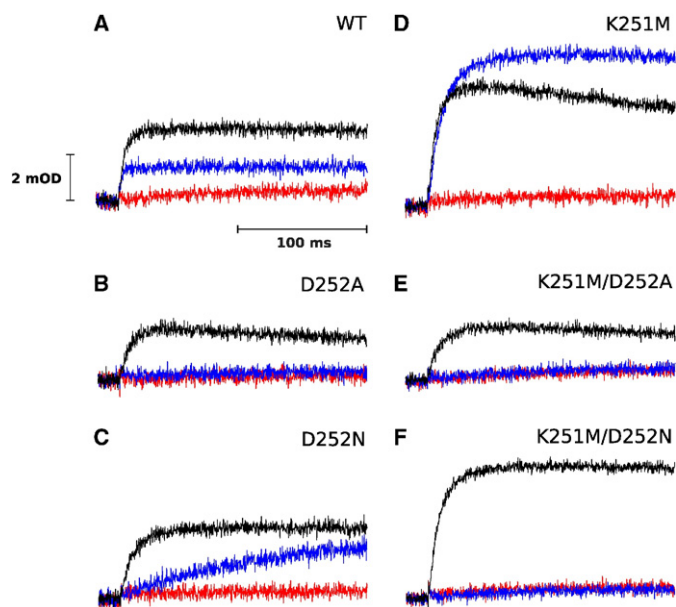 A WT
D K251M
2 mOD
100 ms
B D252A
E K251M/D252A
C D252N
F K251M/D252N